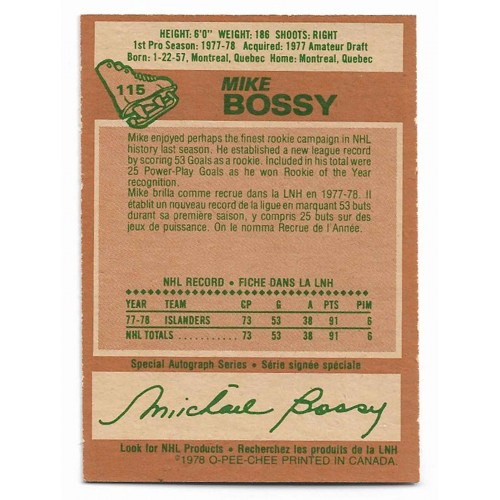 HEIGHT: 6'0" WEIGHT: 186 SHOOTS: RIGHT
1st Pro Season: 1977-78 Acquired: 1977 Amateur Draft
Born: 1-22-57, Montreal, Quebec Home: Montreal, Quebec
115
MIKE
BOSSY
Mike enjoyed perhaps the finest rookie campaign in NHL
history last season. He established a new league record
by scoring 53 Goals as a rookie. Included in his total were
25 Power-Play Goals as he won Rookie of the Year
recognition.
Mike brilla comme recrue dans la LNH en 1977-78.
Il établit un nouveau record de la ligue en marquant 53 buts
durant sa première saison, y compris 25 buts sur des
jeux de puissance. On le nomma Recrue de l'Année.
NHL RECORD • FICHE DANS LA LNH
YEAR TEAM GP G A PTS PIM
77-78 ISLANDERS 73 53 38 91 6
NHL TOTALS 73 53 38 91 6
Special Autograph Series • Série signée spéciale
Michael Bossy
Look for NHL Products • Recherchez les produits de la LNH
©1978 O-PEE-CHEE PRINTED IN CANADA.